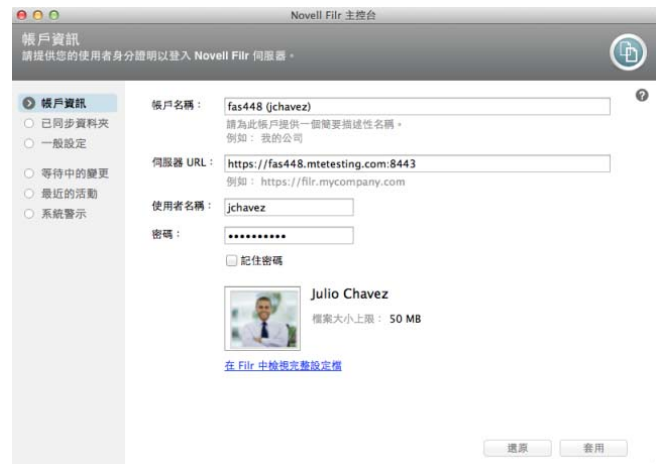 Novell Filr 主控台
帳戶資訊
請提供您的使用者身分證明以登入 Novell Filr 伺服器。
帳戶資訊
已同步資料夾
一般設定
等待中的變更
最近的活動
系統警示
帳戶名稱：
fas448 (jchavez)
請為此帳戶提供一個簡要描述性名稱。
例如： 我的公司
伺服器 URL：
https://fas448.mtetesting.com:8443
例如： https://filr.mycompany.com
使用者名稱：
jchavez
密碼：
••••••••••
記住密碼
Julio Chavez
檔案大小上限： 50 MB
在 Filr 中檢視完整設定檔
還原
套用